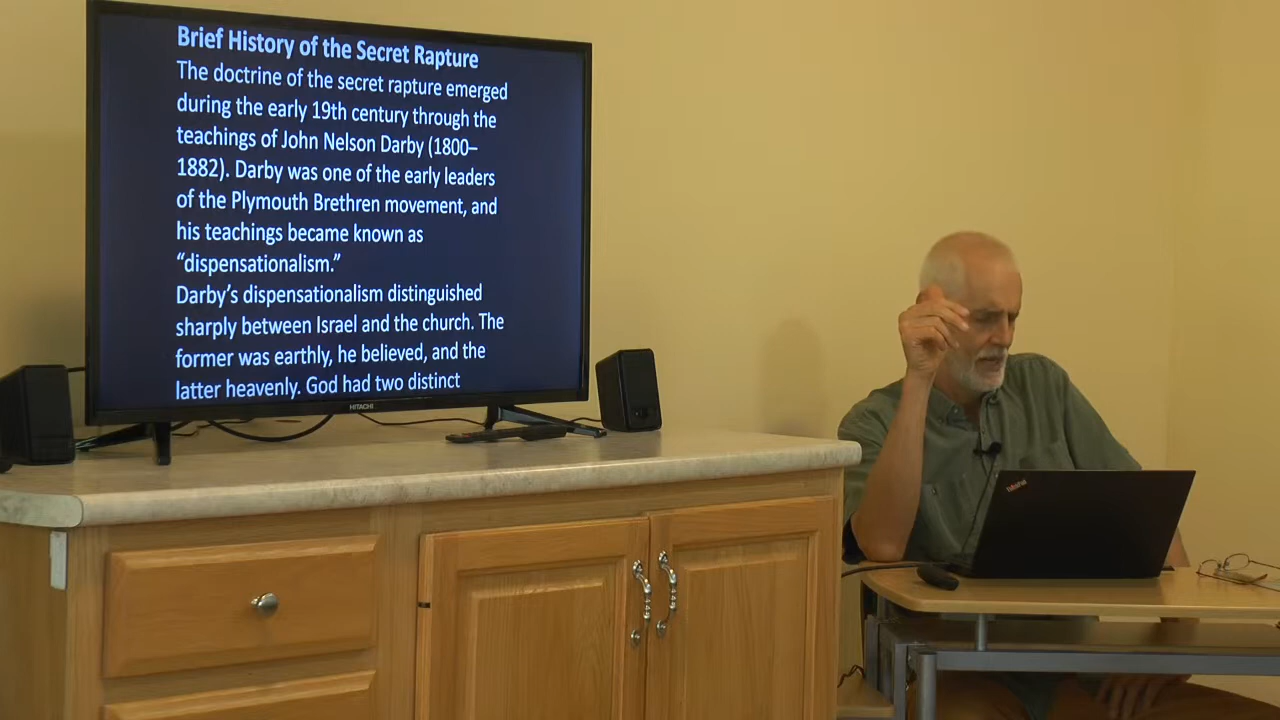 Brief History of the Secret Rapture
The doctrine of the secret rapture emerged
during the early 19th century through the
teachings of John Nelson Darby (1800–
1882). Darby was one of the early leaders
of the Plymouth Brethren movement, and
his teachings became known as
“dispensationalism.”
Darby’s dispensationalism distinguished
sharply between Israel and the church. The
former was earthly, he believed, and the
latter heavenly. God had two distinct
HITACHI
ThinkPad